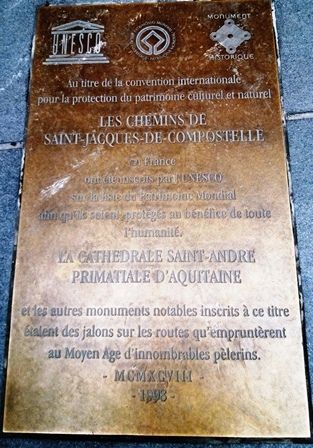 UNESCO
MONUMENT
HISTORIQUE
Au titre de la convention internationale
pour la protection du patrimoine culturel et naturel
LES CHEMINS DE
SAINT-JACQUES-DE-COMPOSTELLE
en France
ont été inscrits par l'UNESCO
sur la liste du Patrimoine Mondial
afin qu'ils soient protégés au bénéfice de toute
l'humanité.
LA CATHEDRALE SAINT-ANDRE
PRIMATIALE D'AQUITAINE
et les autres monuments notables inscrits à ce titre
étaient des jalons sur les routes qu'empruntèrent
au Moyen Age d'innombrables pèlerins.
- MCMXCVIII -
- 1998 -